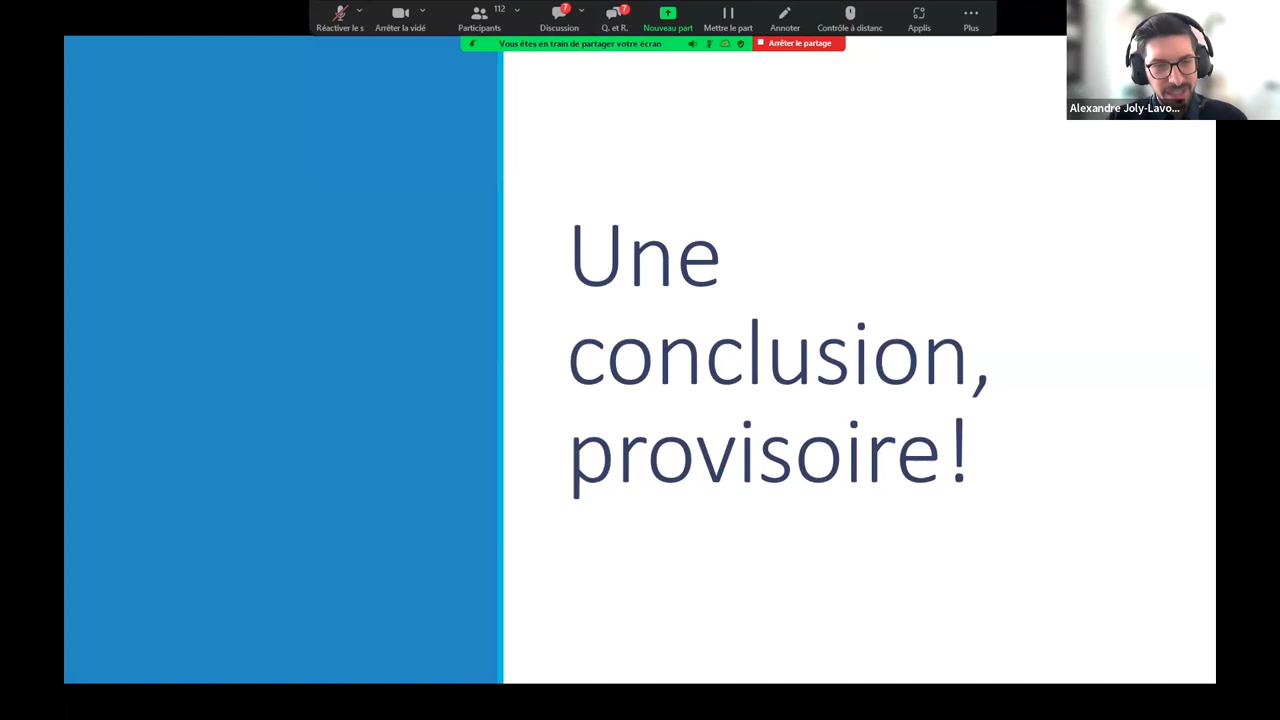 112
7
7
Réactiver le s
Arrêter la vidé
Participants
Discussion
Q. et R.
Nouveau part
Mettre le part
Annoter
Contrôle à distanc
Applis
Plus
Vous êtes en train de partager votre écran
Arrêter le partage
Alexandre Joly-Lavo...
Une
conclusion,
provisoire !